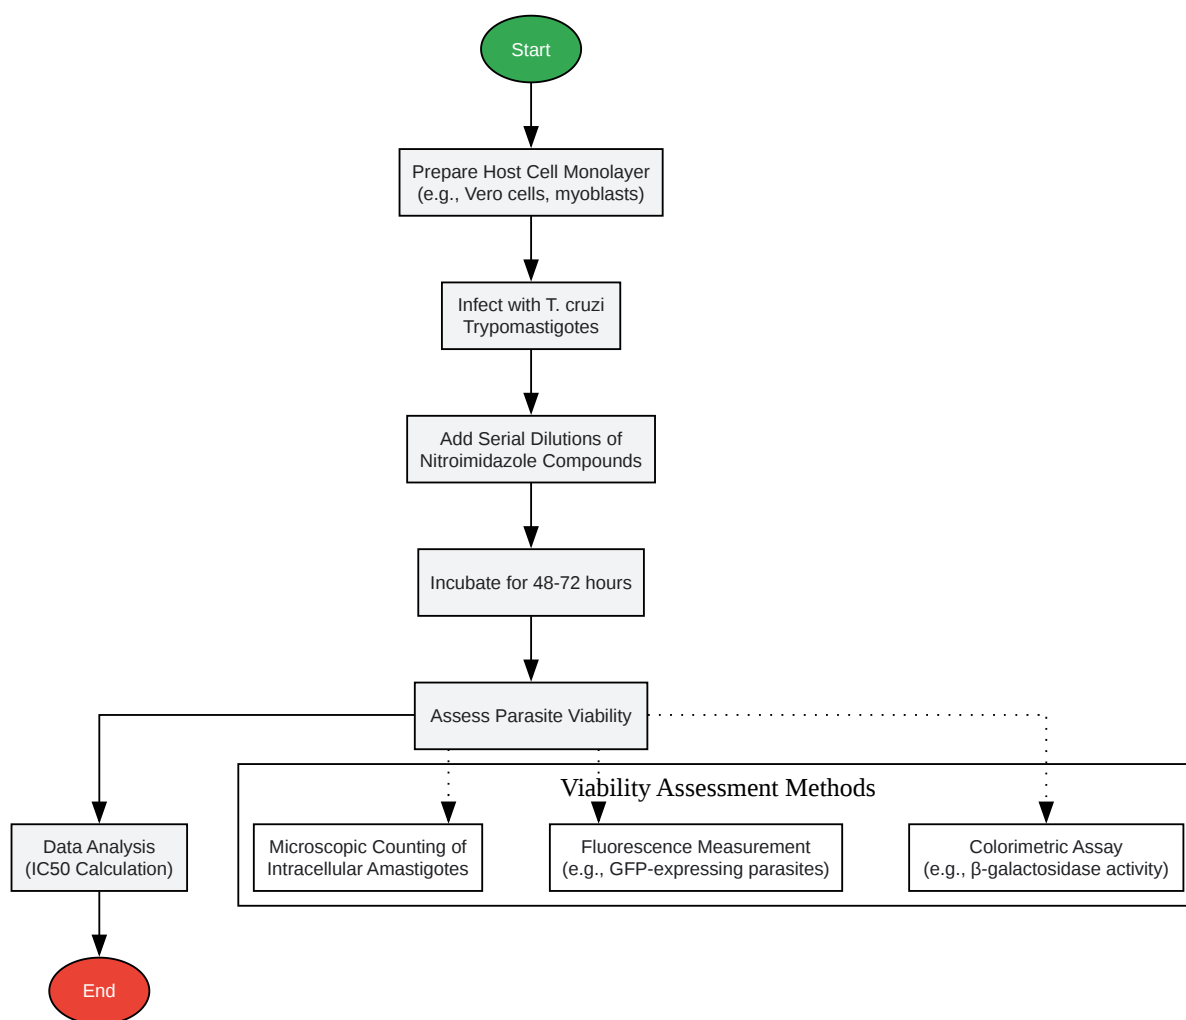 Start
Prepare Host Cell Monolayer
(e.g., Vero cells, myoblasts)
Infect with T. cruzi
Trypomastigotes
Add Serial Dilutions of
Nitroimidazole Compounds
Incubate for 48-72 hours
Assess Parasite Viability
Viability Assessment Methods
Data Analysis
(IC50 Calculation)
Microscopic Counting of
Intracellular Amastigotes
Fluorescence Measurement
(e.g., GFP-expressing parasites)
Colorimetric Assay
(e.g., β-galactosidase activity)
End